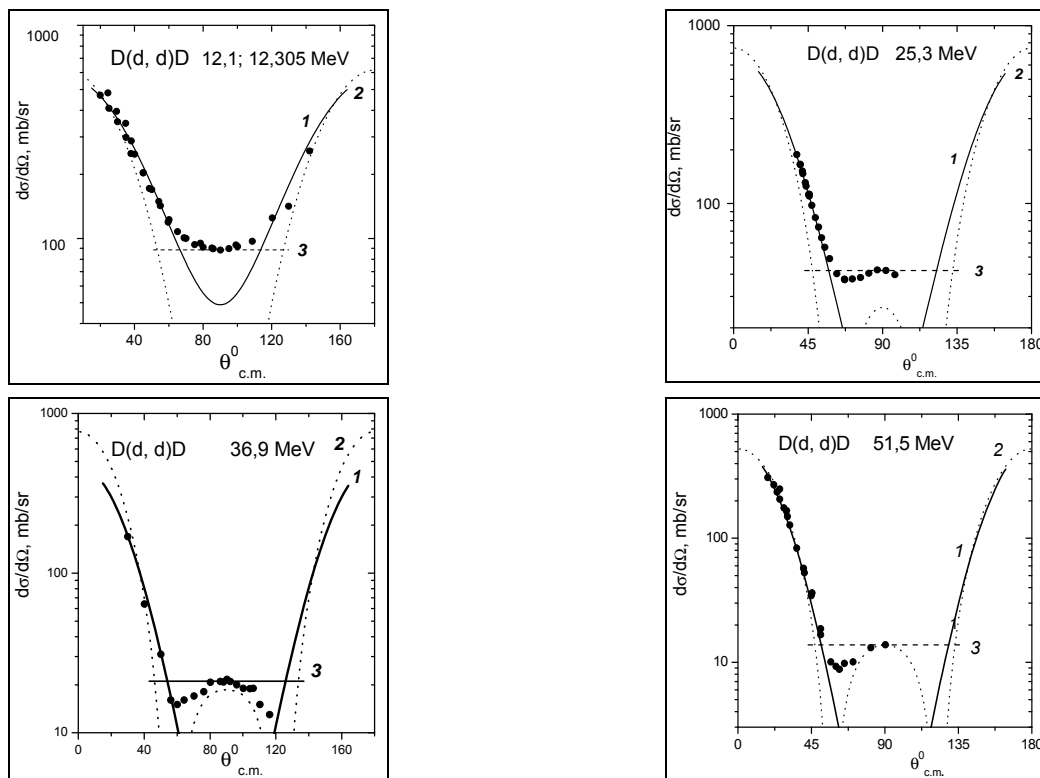 1000
D(d, d)D 12,1; 12,305 MeV
2
1
dσ/dΩ, mb/sr
100
3
40 80 120 160
θ⁰c.m.
1000
D(d, d)D 25,3 MeV
2
1
dσ/dΩ, mb/sr
100
3
0 45 90 135 180
θ⁰c.m.
1000
D(d, d)D 36,9 MeV
2
1
dσ/dΩ, mb/sr
100
3
10
0 40 80 120 160
θ⁰c.m.
1000
D(d, d)D 51,5 MeV
2
dσ/dΩ, mb/sr
100
1
1
3
10
0 45 90 135 180
θ⁰c.m.